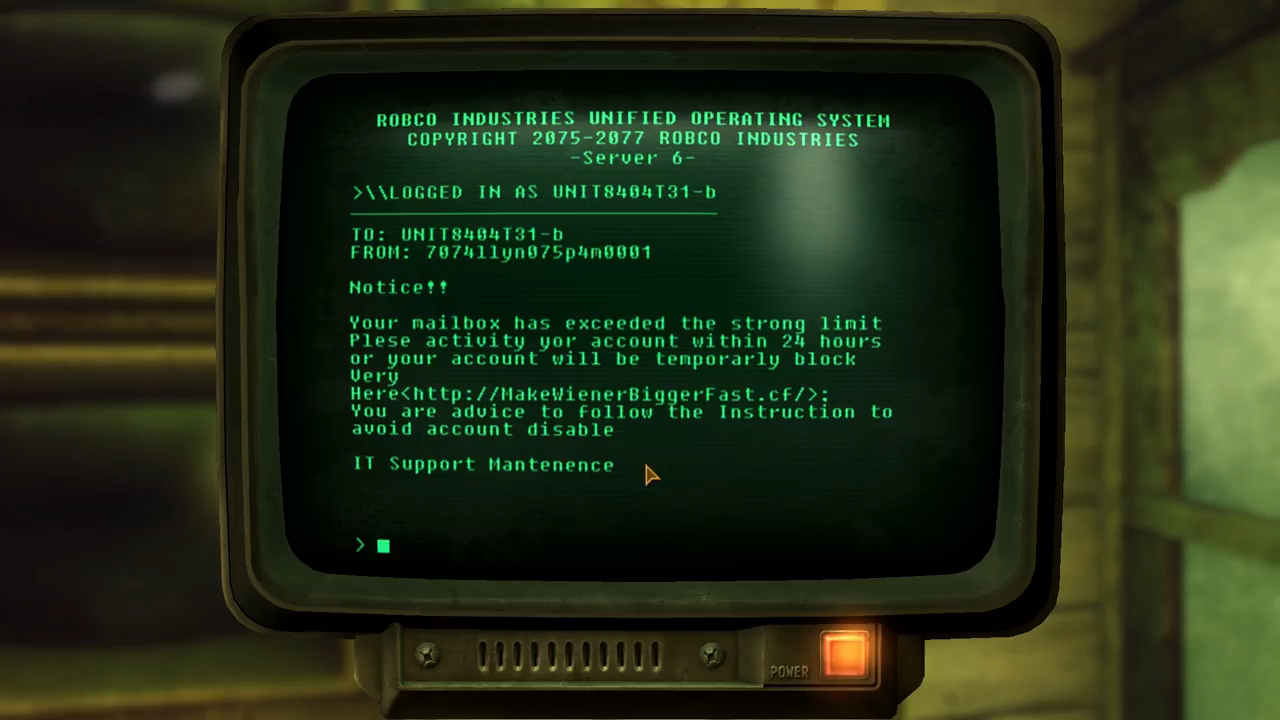 ROBCO INDUSTRIES UNIFIED OPERATING SYSTEM
COPYRIGHT 2075-2077 ROBCO INDUSTRIES
-Server 6-
>\\LOGGED IN AS UNIT8404T31-b
TO: UNIT8404T31-b
FROM: 7074llyn075p4m0001
Notice!!
Your mailbox has exceeded the strong limit
Plese activity yor account within 24 hours
or your account will be temporarly block
Very
Here<http://MakeWienerBiggerFast.cf/>;
You are advice to follow the Instruction to
avoid account disable
IT Support Mantenence
>
POWER